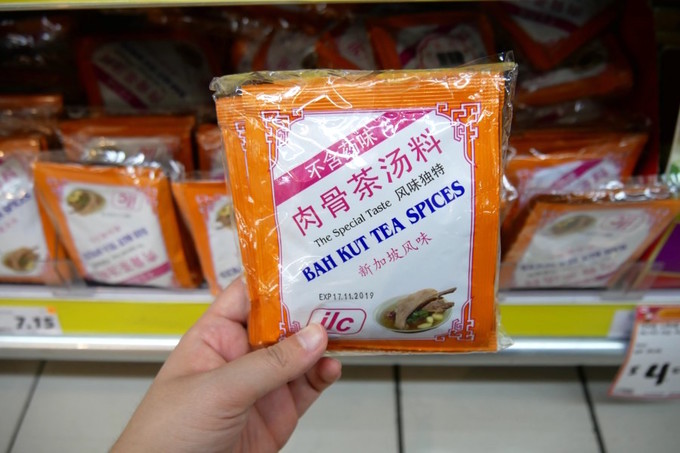 不含味精
肉骨茶汤料
The Special Taste 风味独特
BAH KUT TEA SPICES
新加坡风味
EXP 17.11.2019
ilc
7.15
$4